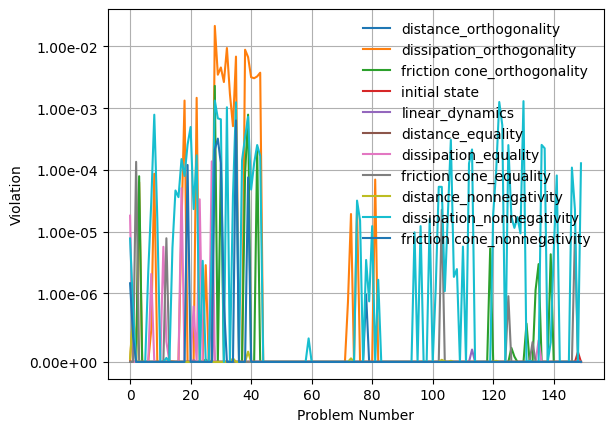 1.00e-02
1.00e-03
1.00e-04
1.00e-05
1.00e-06
0.00e+00
Violation
distance_orthogonality
dissipation_orthogonality
friction cone_orthogonality
initial state
linear_dynamics
distance_equality
dissipation_equality
friction cone_equality
distance_nonnegativity
dissipation_nonnegativity
friction cone_nonnegativity
0 20 40 60 80 100 120 140
Problem Number